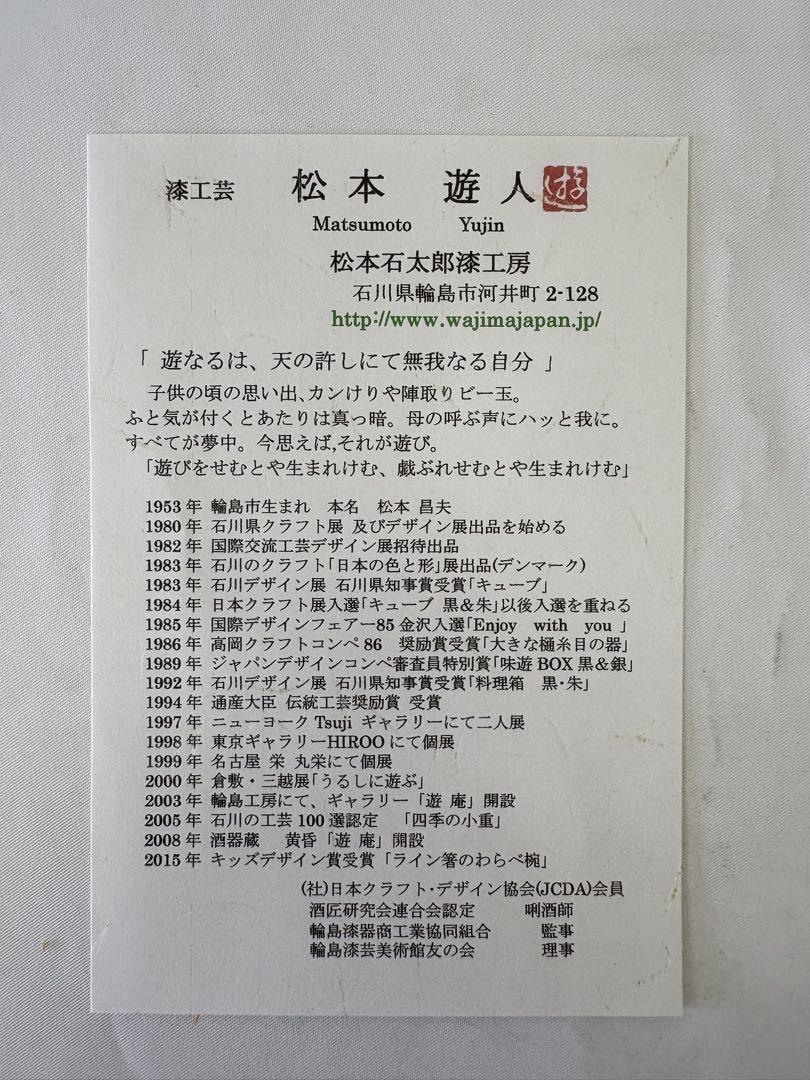 漆工芸 松本 遊人 遊
Matsumoto Yujin
松本石太郎漆工房
石川県輪島市河井町 2-128
http://www.wajimajapan.jp/
「 遊なるは、天の許しにて無我なる自分 」
子供の頃の思い出、カンけりや陣取りビー玉。
ふと気が付くとあたりは真っ暗。母の呼ぶ声にハッと我に。
すべてが夢中。今思えば,それが遊び。
「遊びをせむとや生まれけむ、戯ぶれせむとや生まれけむ」
1953年 輪島市生まれ 本名 松本 昌夫
1980年 石川県クラフト展 及びデザイン展出品を始める
1982年 国際交流工芸デザイン展招待出品
1983年 石川のクラフト「日本の色と形」展出品(デンマーク)
1983年 石川デザイン展 石川県知事賞受賞「キューブ」
1984年 日本クラフト展入選「キューブ 黒&朱」以後入選を重ねる
1985年 国際デザインフェアー85 金沢入選「Enjoy with you 」
1986年 高岡クラフトコンペ 86 奨励賞受賞「大きな樋糸目の器」
1989年 ジャパンデザインコンペ審査員特別賞「味遊 BOX 黒&銀」
1992年 石川デザイン展 石川県知事賞受賞「料理箱 黒・朱」
1994年 通産大臣 伝統工芸奨励賞 受賞
1997年 ニューヨーク Tsuji ギャラリーにて二人展
1998年 東京ギャラリーHIROO にて個展
1999年 名古屋 栄 丸栄にて個展
2000年 倉敷・三越展「うるしに遊ぶ」
2003年 輪島工房にて、ギャラリー「遊 庵」開設
2005年 石川の工芸 100 選認定 「四季の小重」
2008年 酒器蔵 黄昏「遊 庵」開設
2015年 キッズデザイン賞受賞「ライン箸のわらべ椀」
(社)日本クラフト・デザイン協会(JCDA)会員
酒匠研究会連合会認定 唎酒師
輪島漆器商工業協同組合 監事
輪島漆芸美術館友の会 理事